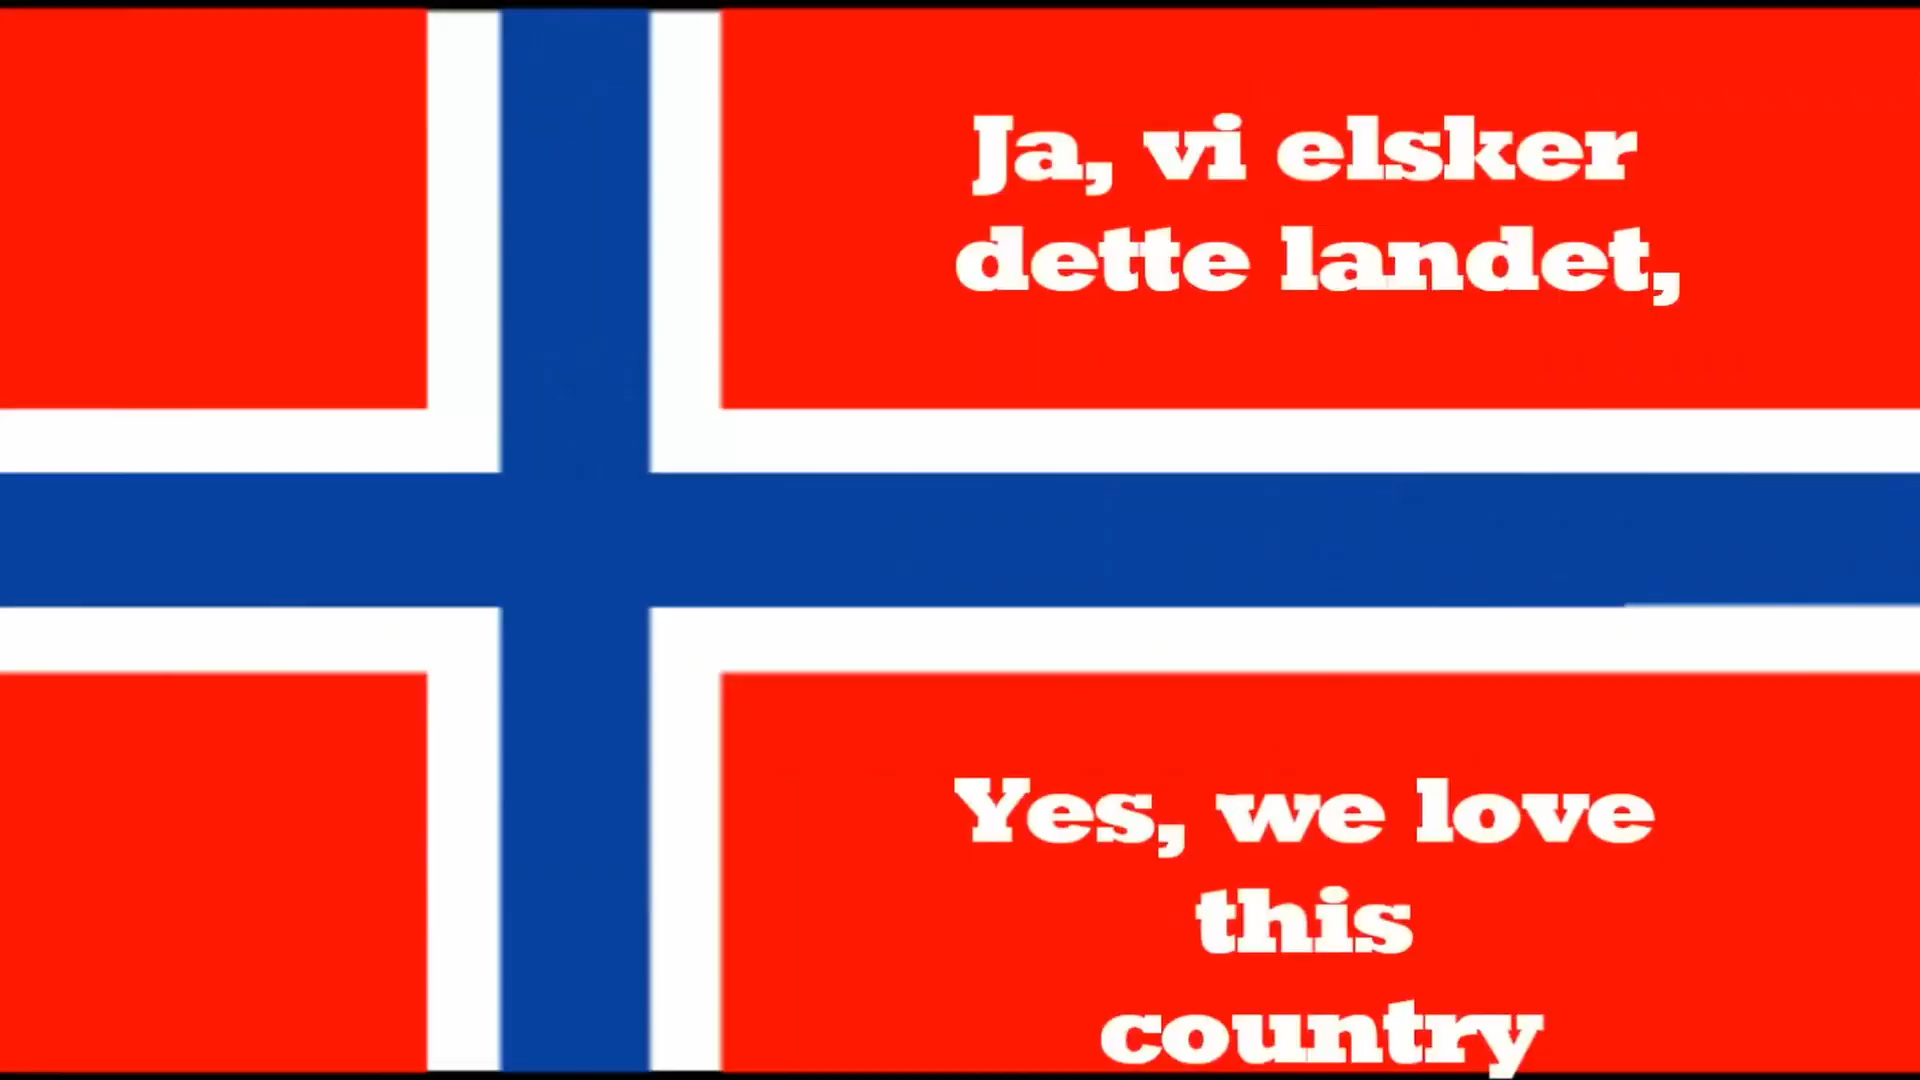 Ja, vi elsker
dette landet,
Yes, we love
this
country